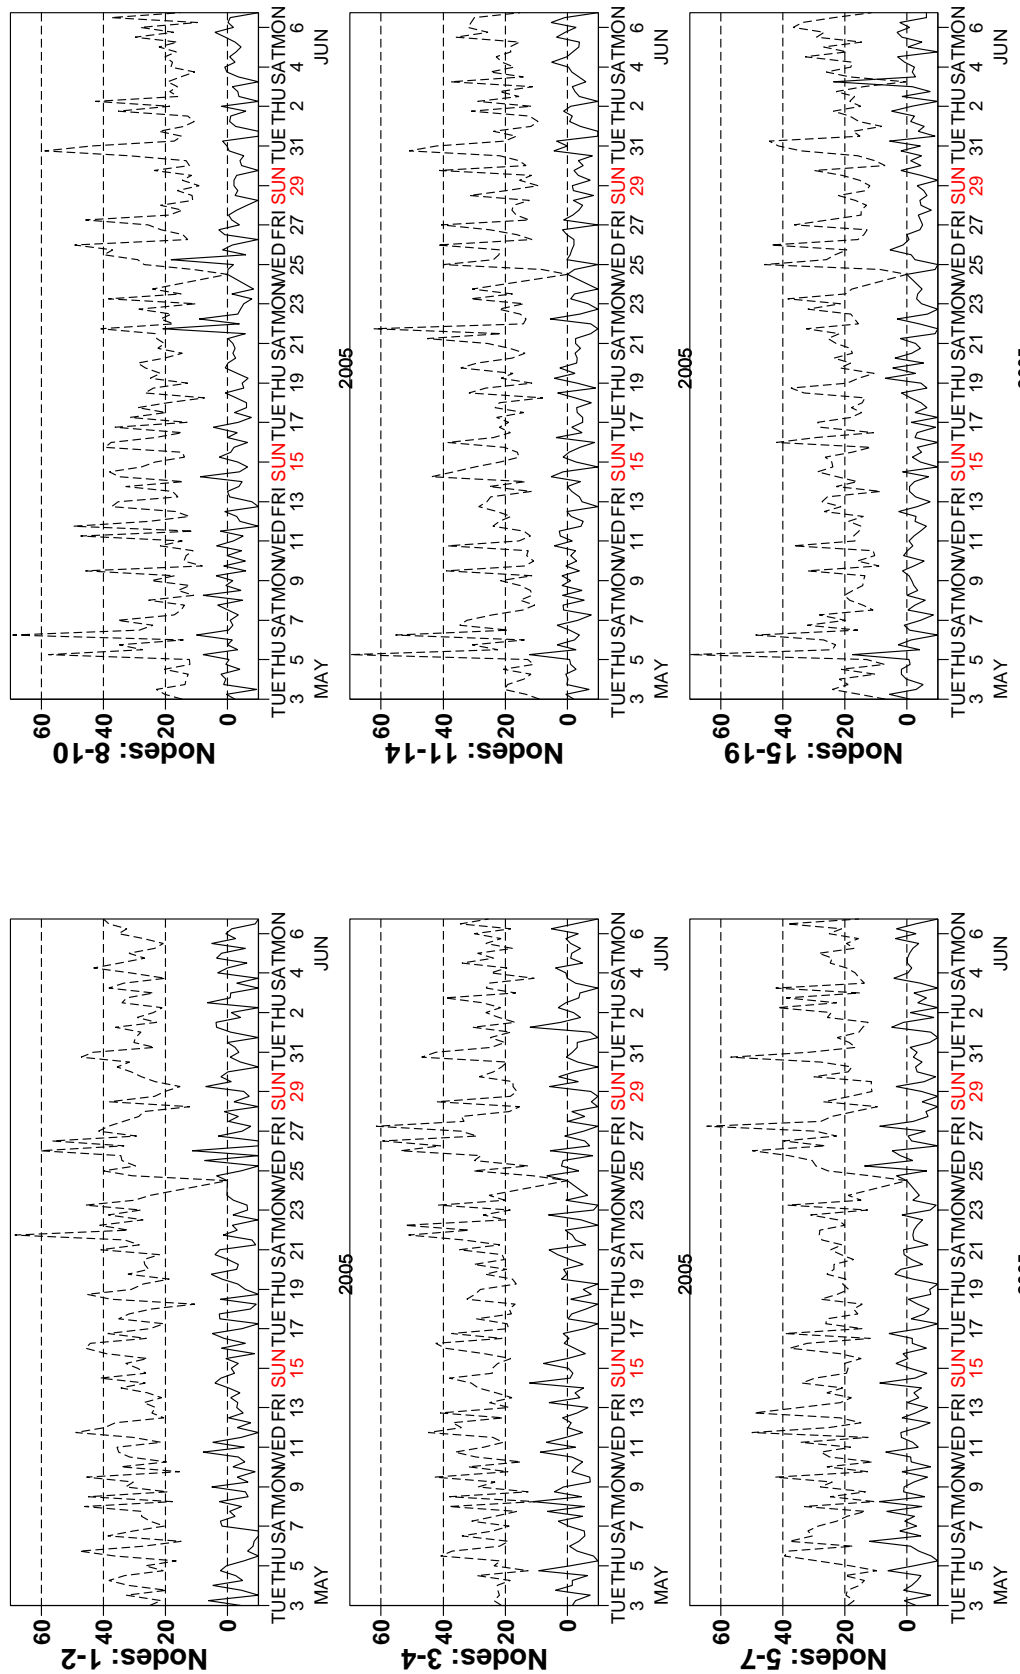 Nodes: 1-2
60
40
20
0
TUE THU SAT MON WED FRI SUN TUE THU SAT MON WED FRI SUN TUE THU SAT MON
3 5 7 9 11 13 15 17 19 21 23 25 27 29 31 2 4 6
MAY JUN
2005
Nodes: 3-4
60
40
20
0
TUE THU SAT MON WED FRI SUN TUE THU SAT MON WED FRI SUN TUE THU SAT MON
3 5 7 9 11 13 15 17 19 21 23 25 27 29 31 2 4 6
MAY JUN
2005
Nodes: 5-7
60
40
20
0
TUE THU SAT MON WED FRI SUN TUE THU SAT MON WED FRI SUN TUE THU SAT MON
3 5 7 9 11 13 15 17 19 21 23 25 27 29 31 2 4 6
MAY JUN
Nodes: 8-10
60
40
20
0
TUE THU SAT MON WED FRI SUN TUE THU SAT MON WED FRI SUN TUE THU SAT MON
3 5 7 9 11 13 15 17 19 21 23 25 27 29 31 2 4 6
MAY JUN
2005
Nodes: 11-14
60
40
20
0
TUE THU SAT MON WED FRI SUN TUE THU SAT MON WED FRI SUN TUE THU SAT MON
3 5 7 9 11 13 15 17 19 21 23 25 27 29 31 2 4 6
MAY JUN
2005
Nodes: 15-19
60
40
20
0
TUE THU SAT MON WED FRI SUN TUE THU SAT MON WED FRI SUN TUE THU SAT MON
3 5 7 9 11 13 15 17 19 21 23 25 27 29 31 2 4 6
MAY JUN